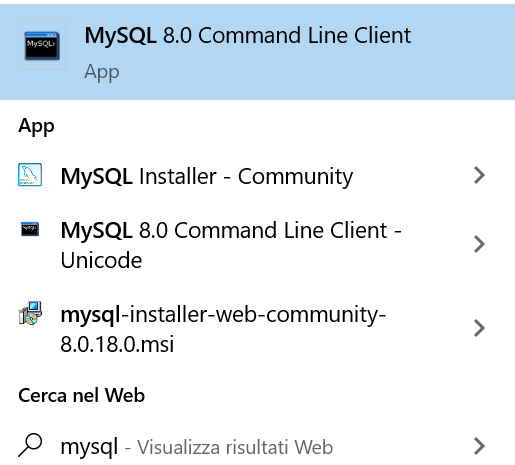 MySQL 8.0 Command Line Client
App
App
MySQL Installer - Community
MySQL 8.0 Command Line Client -
Unicode
mysql-installer-web-community-
8.0.18.0.msi
Cerca nel Web
mysql - Visualizza risultati Web